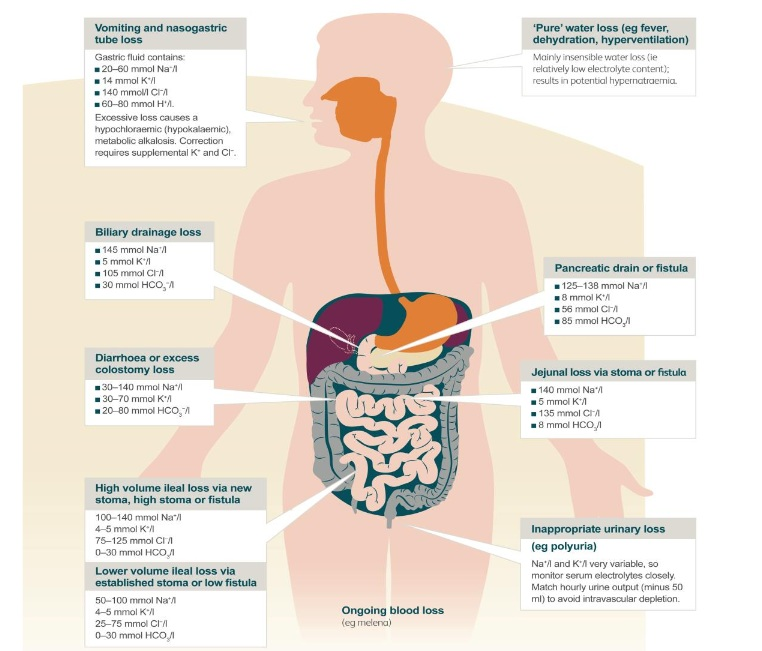 Vomiting and nasogastric
tube loss
Gastric fluid contains:
■ 20–60 mmol Na⁺/l
■ 14 mmol K⁺/l
■ 140 mmol/l Cl⁻/l
■ 60–80 mmol H⁺/l.
Excessive loss causes a
hypochloraemic (hypokalaemic),
metabolic alkalosis. Correction
requires supplemental K⁺ and Cl⁻.
‘Pure’ water loss (eg fever,
dehydration, hyperventilation)
Mainly insensible water loss (ie
relatively low electrolyte content);
results in potential hypernatraemia.
Biliary drainage loss
■ 145 mmol Na⁺/l
■ 5 mmol K⁺/l
■ 105 mmol Cl⁻/l
■ 30 mmol HCO₃⁻/l
Pancreatic drain or fistula
■ 125–138 mmol Na⁺/l
■ 8 mmol K⁺/l
■ 56 mmol Cl⁻/l
■ 85 mmol HCO₃/l
Diarrhoea or excess
colostomy loss
■ 30–140 mmol Na⁺/l
■ 30–70 mmol K⁺/l
■ 20–80 mmol HCO₃⁻/l
Jejunal loss via stoma or fistula
■ 140 mmol Na⁺/l
■ 5 mmol K⁺/l
■ 135 mmol Cl⁻/l
■ 8 mmol HCO₃/l
High volume ileal loss via new
stoma, high stoma or fistula
100–140 mmol Na⁺/l
4–5 mmol K⁺/l
75–125 mmol Cl⁻/l
0–30 mmol HCO₃/l
Lower volume ileal loss via
established stoma or low fistula
50–100 mmol Na⁺/l
4–5 mmol K⁺/l
25–75 mmol Cl⁻/l
0–30 mmol HCO₃/l
Inappropriate urinary loss
(eg polyuria)
Na⁺/l and K⁺/l very variable, so
monitor serum electrolytes closely.
Match hourly urine output (minus 50
ml) to avoid intravascular depletion.
Ongoing blood loss
(eg melena)